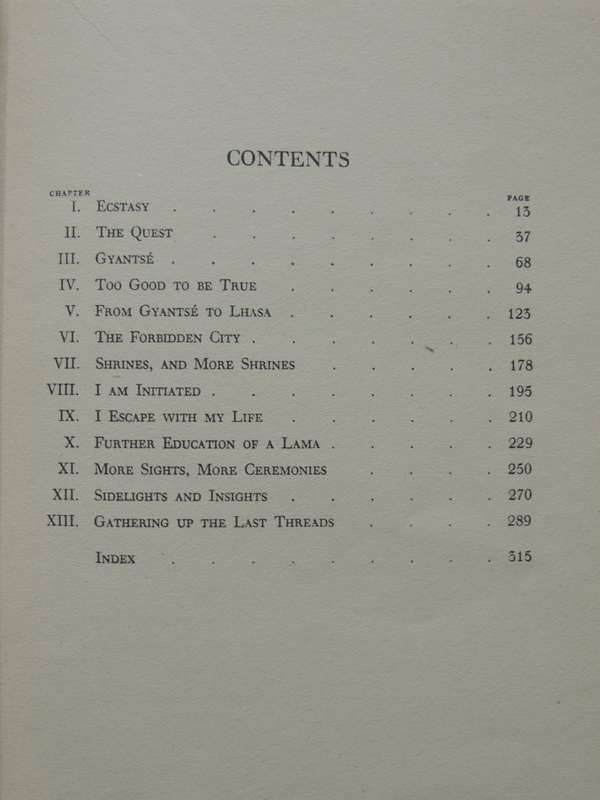 CONTENTS
CHAPTER PAGE
I. Ecstasy . . . . . . . . . 13
II. The Quest . . . . . . . . 37
III. Gyantsé . . . . . . . . . 68
IV. Too Good to be True . . . . . . 94
V. From Gyantsé to Lhasa . . . . . . 123
VI. The Forbidden City . . . . . . . 156
VII. Shrines, and More Shrines . . . . . 178
VIII. I am Initiated . . . . . . . . 195
IX. I Escape with my Life . . . . . . 210
X. Further Education of a Lama . . . . . 229
XI. More Sights, More Ceremonies . . . . 250
XII. Sidelights and Insights . . . . . . 270
XIII. Gathering up the Last Threads . . . . 289
Index . . . . . . . . . 315